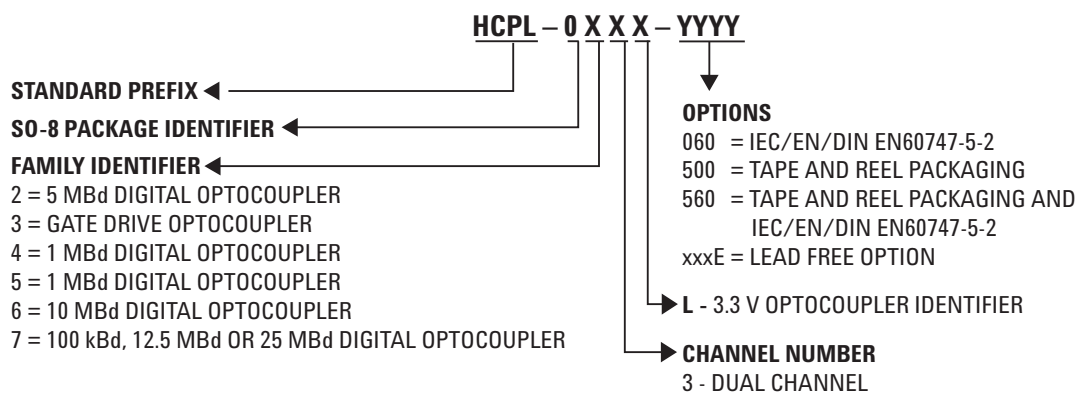 HCPL – 0 X X X – YYYY
STANDARD PREFIX
SO-8 PACKAGE IDENTIFIER
FAMILY IDENTIFIER
2 = 5 MBd DIGITAL OPTOCOUPLER
3 = GATE DRIVE OPTOCOUPLER
4 = 1 MBd DIGITAL OPTOCOUPLER
5 = 1 MBd DIGITAL OPTOCOUPLER
6 = 10 MBd DIGITAL OPTOCOUPLER
7 = 100 kBd, 12.5 MBd OR 25 MBd DIGITAL OPTOCOUPLER
OPTIONS
060 = IEC/EN/DIN EN60747-5-2
500 = TAPE AND REEL PACKAGING
560 = TAPE AND REEL PACKAGING AND
IEC/EN/DIN EN60747-5-2
xxxE = LEAD FREE OPTION
L - 3.3 V OPTOCOUPLER IDENTIFIER
CHANNEL NUMBER
3 - DUAL CHANNEL